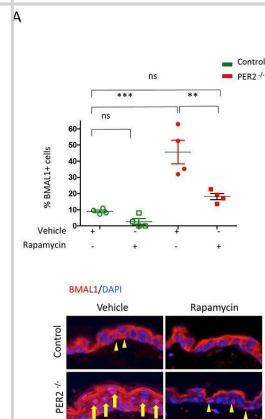 A
ns
Control
PER2 -/-
*** **
ns
% BMAL1+ cells
60
50
40
30
20
10
0
Vehicle + - + -
Rapamycin - + - +
BMAL1/DAPI
Vehicle Rapamycin
Control
PER2 -/-